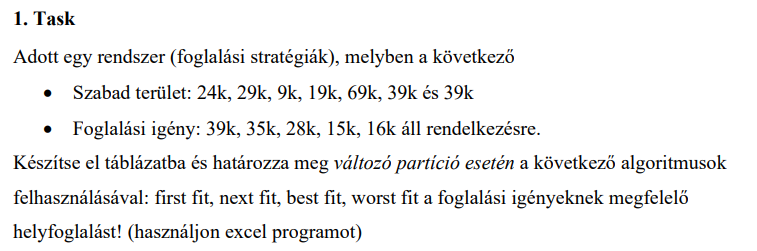 1. Task
Adott egy rendszer (foglalási stratégiák), melyben a következő
• Szabad terület: 24k, 29k, 9k, 19k, 69k, 39k és 39k
• Foglalási igény: 39k, 35k, 28k, 15k, 16k áll rendelkezésre.
Készítse el táblázatba és határozza meg változó partíció esetén a következő algoritmusok
felhasználásával: first fit, next fit, best fit, worst fit a foglalási igényeknek megfelelő
helyfoglalást! (használjon excel programot)